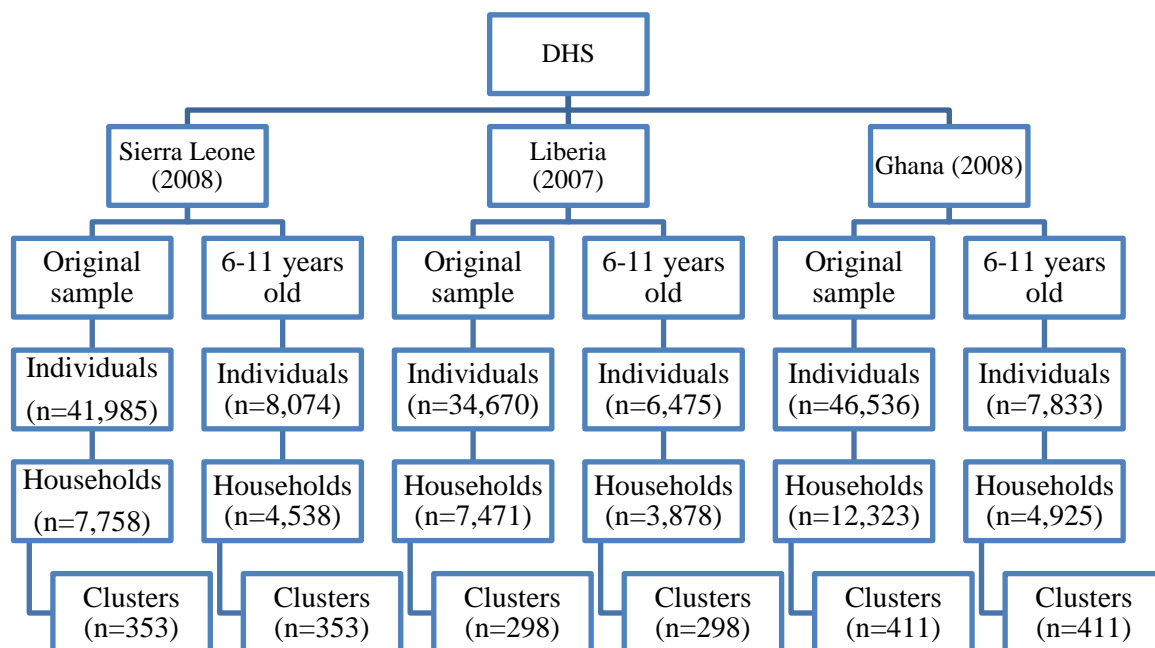 DHS
Sierra Leone
(2008)
Liberia
(2007)
Ghana (2008)
Original
sample
6-11 years
old
Original
sample
6-11 years
old
Original
sample
6-11 years
old
Individuals
(n=41,985)
Individuals
(n=8,074)
Individuals
(n=34,670)
Individuals
(n=6,475)
Individuals
(n=46,536)
Individuals
(n=7,833)
Households
(n=7,758)
Households
(n=4,538)
Households
(n=7,471)
Households
(n=3,878)
Households
(n=12,323)
Households
(n=4,925)
Clusters
(n=353)
Clusters
(n=353)
Clusters
(n=298)
Clusters
(n=298)
Clusters
(n=411)
Clusters
(n=411)